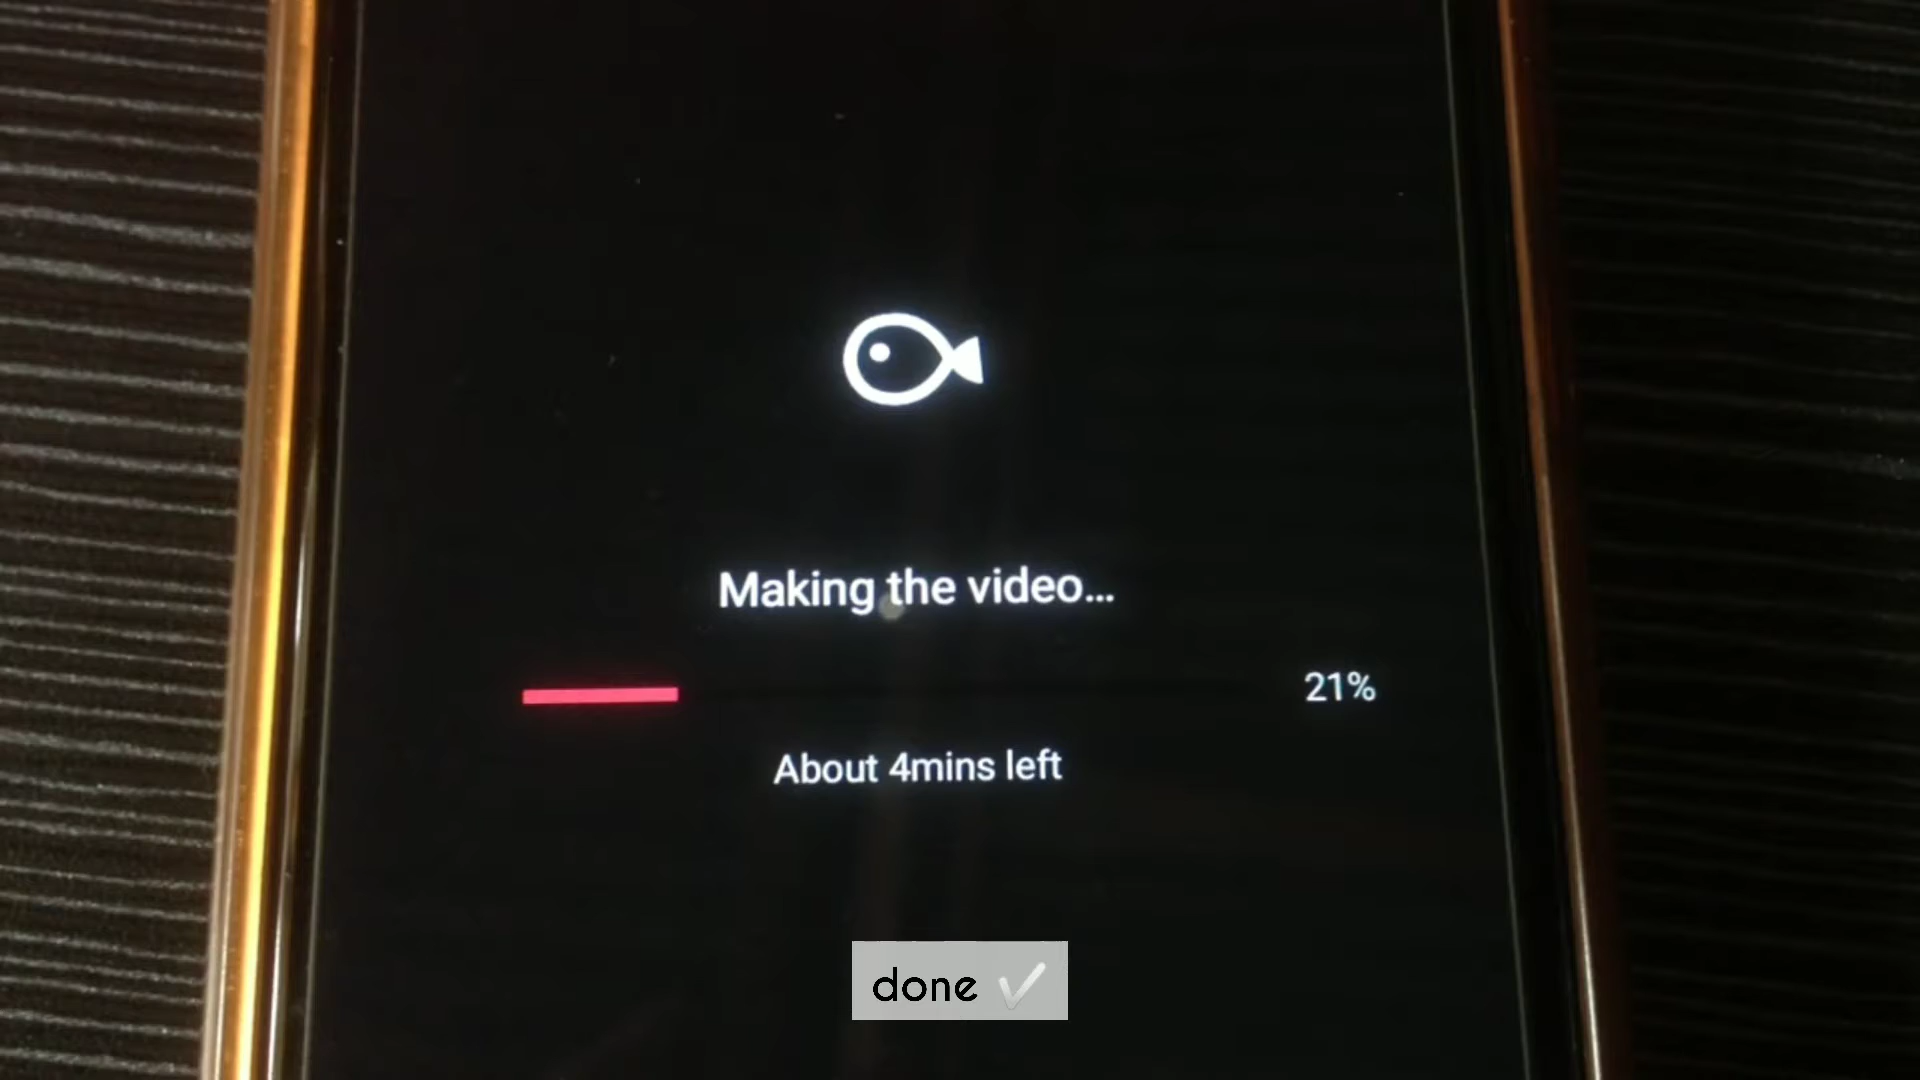 Making the video...
21%
About 4mins left
done ✓